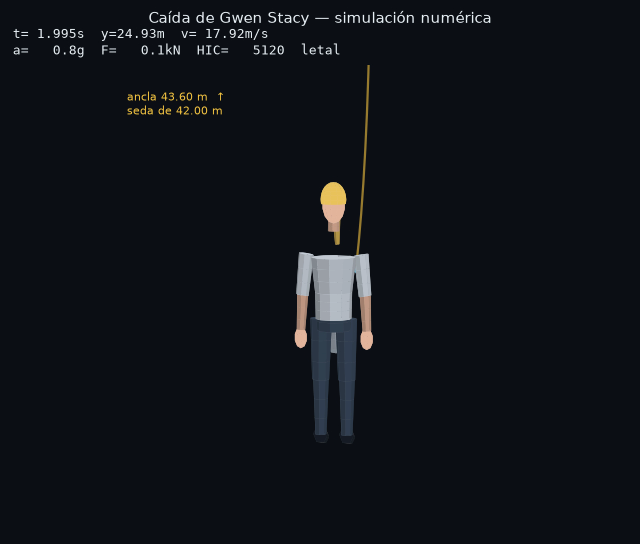 Caída de Gwen Stacy — simulación numérica
t= 1.995s  y=24.93m  v= 17.92m/s
a=   0.8g  F=   0.1kN  HIC=   5120  letal
ancla 43.60 m  ↑
seda de 42.00 m